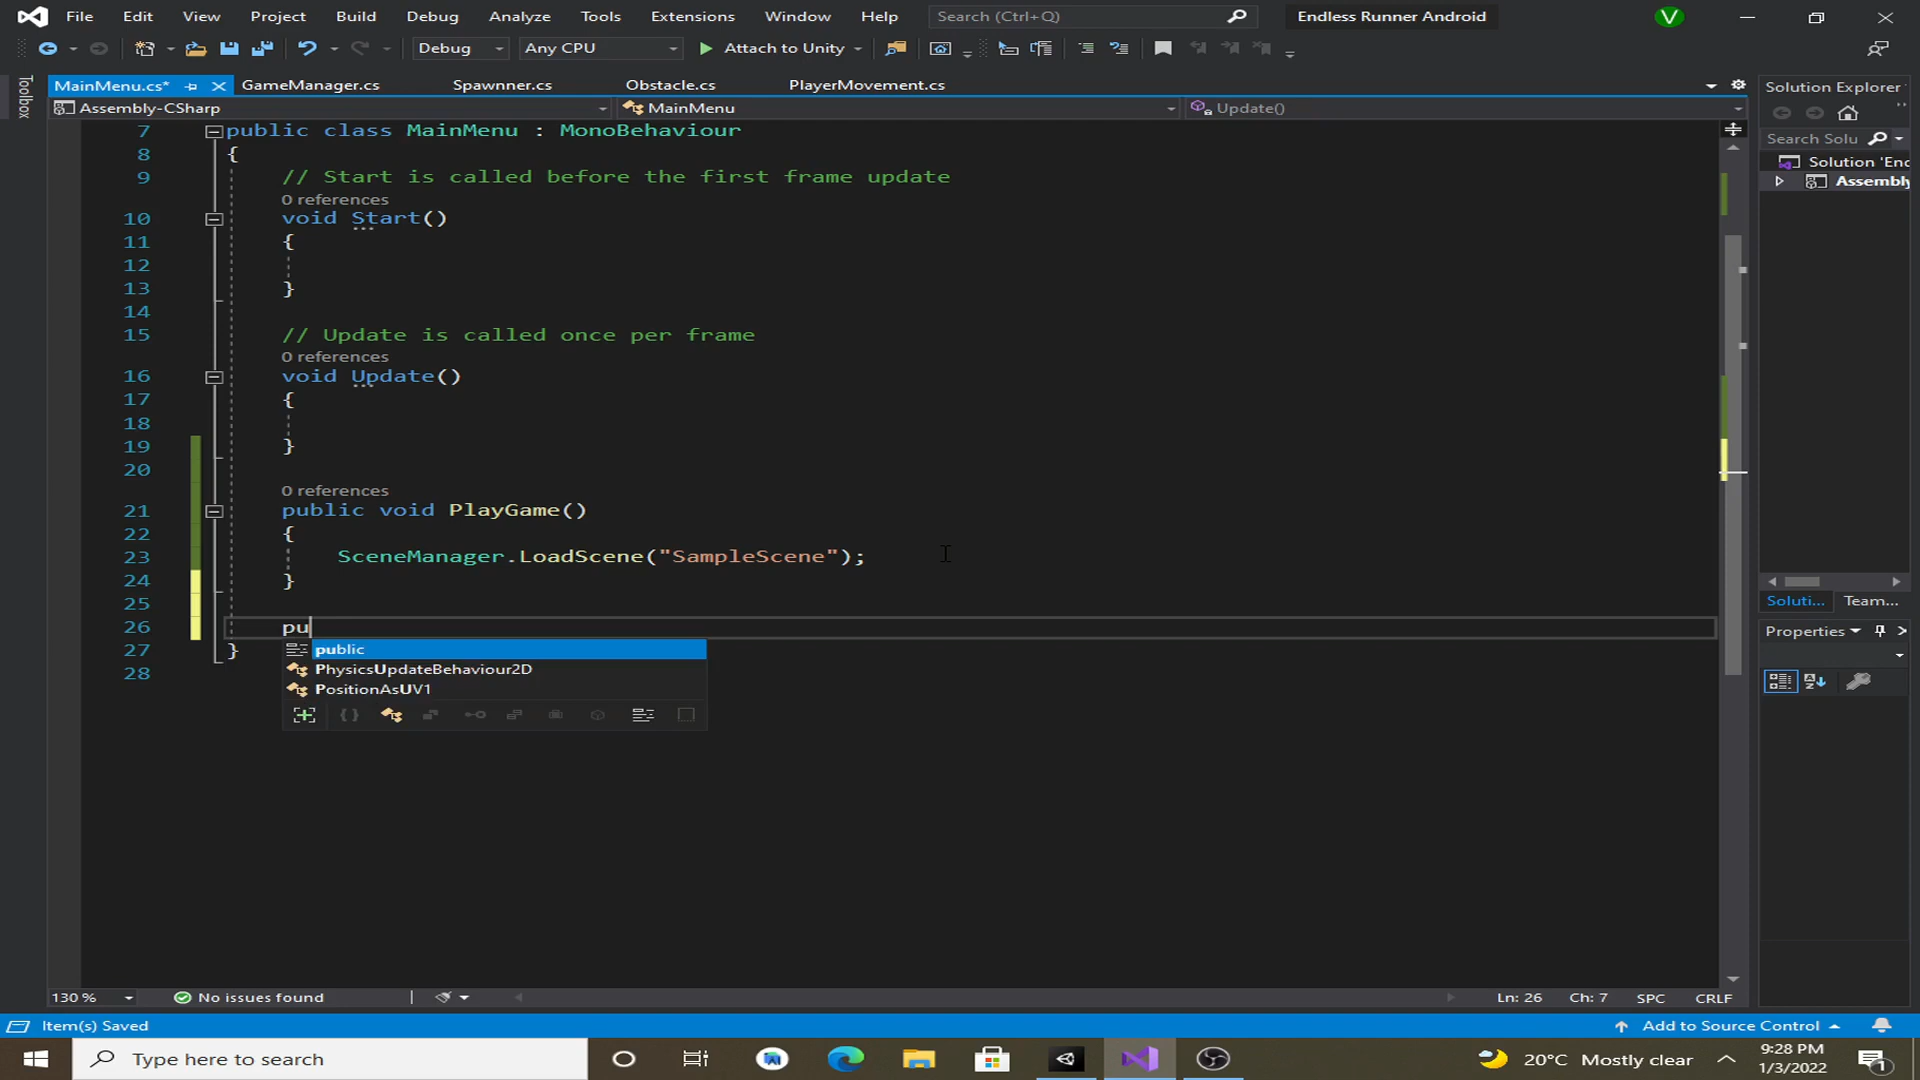 File Edit View Project Build Debug Analyze Tools Extensions Window Help Search (Ctrl+Q) Endless Runner Android V
Debug Any CPU Attach to Unity
Toolbox
MainMenu.cs* GameManager.cs Spawnner.cs Obstacle.cs PlayerMovement.cs
Assembly-CSharp MainMenu Update()
7 public class MainMenu : MonoBehaviour
8 {
9 // Start is called before the first frame update
0 references
10 void Start()
11 {
12
13 }
14
15 // Update is called once per frame
0 references
16 void Update()
17 {
18
19 }
20
0 references
21 public void PlayGame()
22 {
23 SceneManager.LoadScene("SampleScene");
24 }
25
26 pu
27 }
28
public
PhysicsUpdateBehaviour2D
PositionAsUV1
Solution Explorer
Search Solu
Solution 'End
Assembly
Soluti... Team...
Properties
130 % No issues found Ln: 26 Ch: 7 SPC CRLF
Item(s) Saved Add to Source Control
Type here to search 20°C Mostly clear 9:28 PM
1/3/2022 1